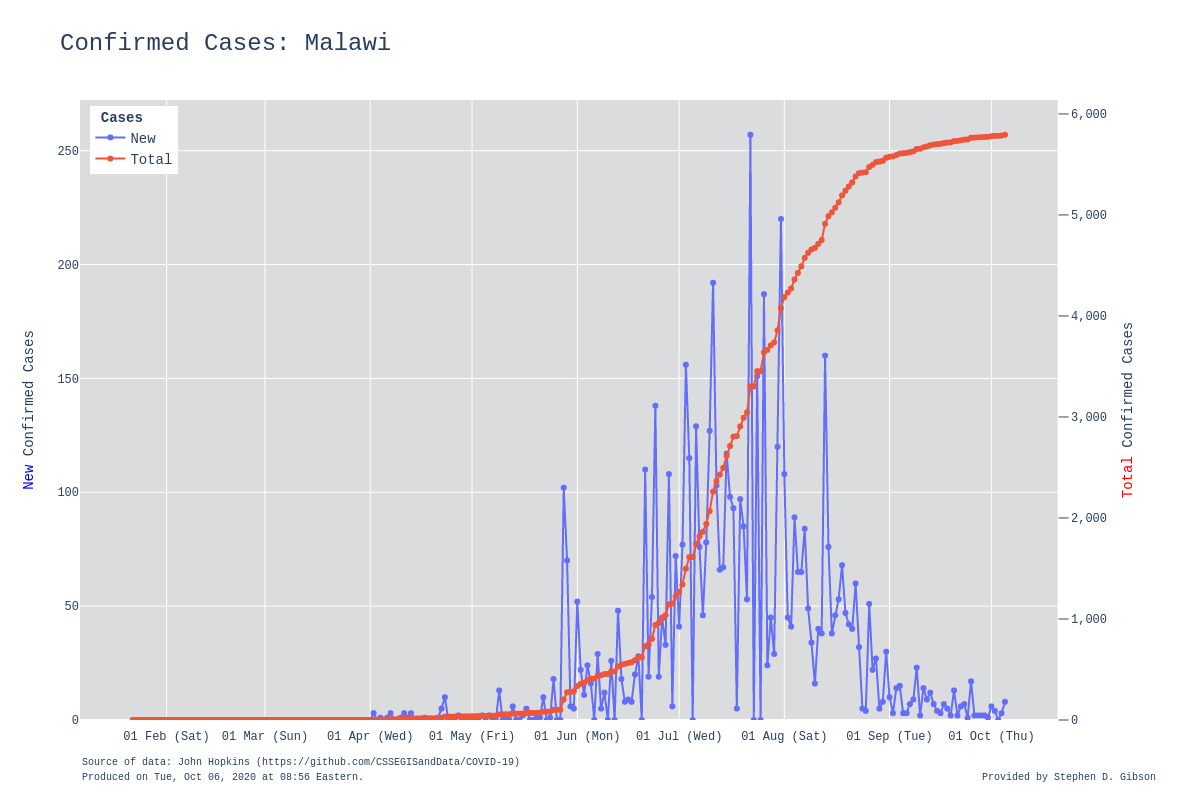 Confirmed Cases: Malawi
Cases
New
Total
250
200
150
100
50
0
6,000
5,000
4,000
3,000
2,000
1,000
0
New Confirmed Cases
Total Confirmed Cases
01 Feb (Sat) 01 Mar (Sun) 01 Apr (Wed) 01 May (Fri) 01 Jun (Mon) 01 Jul (Wed) 01 Aug (Sat) 01 Sep (Tue) 01 Oct (Thu)
Source of data: John Hopkins (https://github.com/CSSEGISandData/COVID-19)
Produced on Tue, Oct 06, 2020 at 08:56 Eastern.
Provided by Stephen D. Gibson